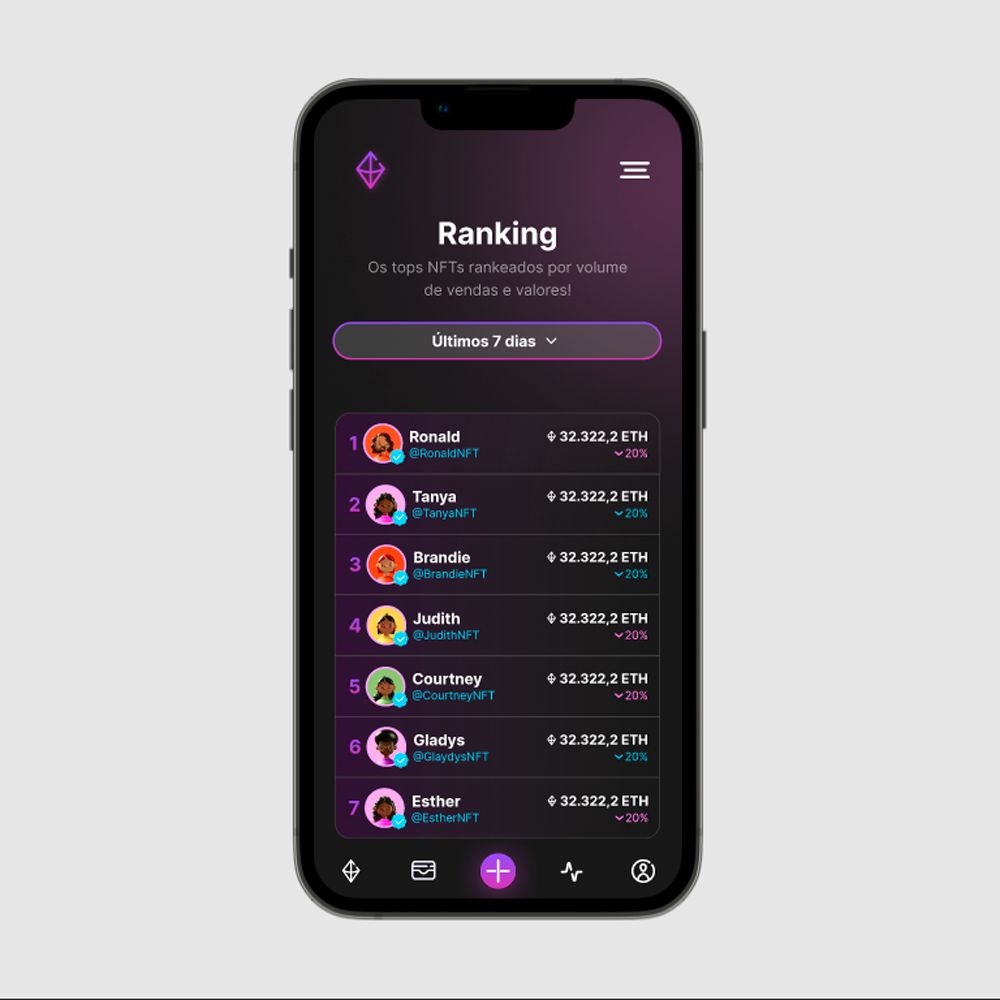 Ranking
Os tops NFTs rankeados por volume
de vendas e valores!
Últimos 7 dias
1 Ronald 32.322,2 ETH
@RonaldNFT 20%
2 Tanya 32.322,2 ETH
@TanyaNFT 20%
3 Brandie 32.322,2 ETH
@BrandieNFT 20%
4 Judith 32.322,2 ETH
@JudithNFT 20%
5 Courtney 32.322,2 ETH
@CourtneyNFT 20%
6 Gladys 32.322,2 ETH
@GlaydysNFT 20%
7 Esther 32.322,2 ETH
@EstherNFT 20%